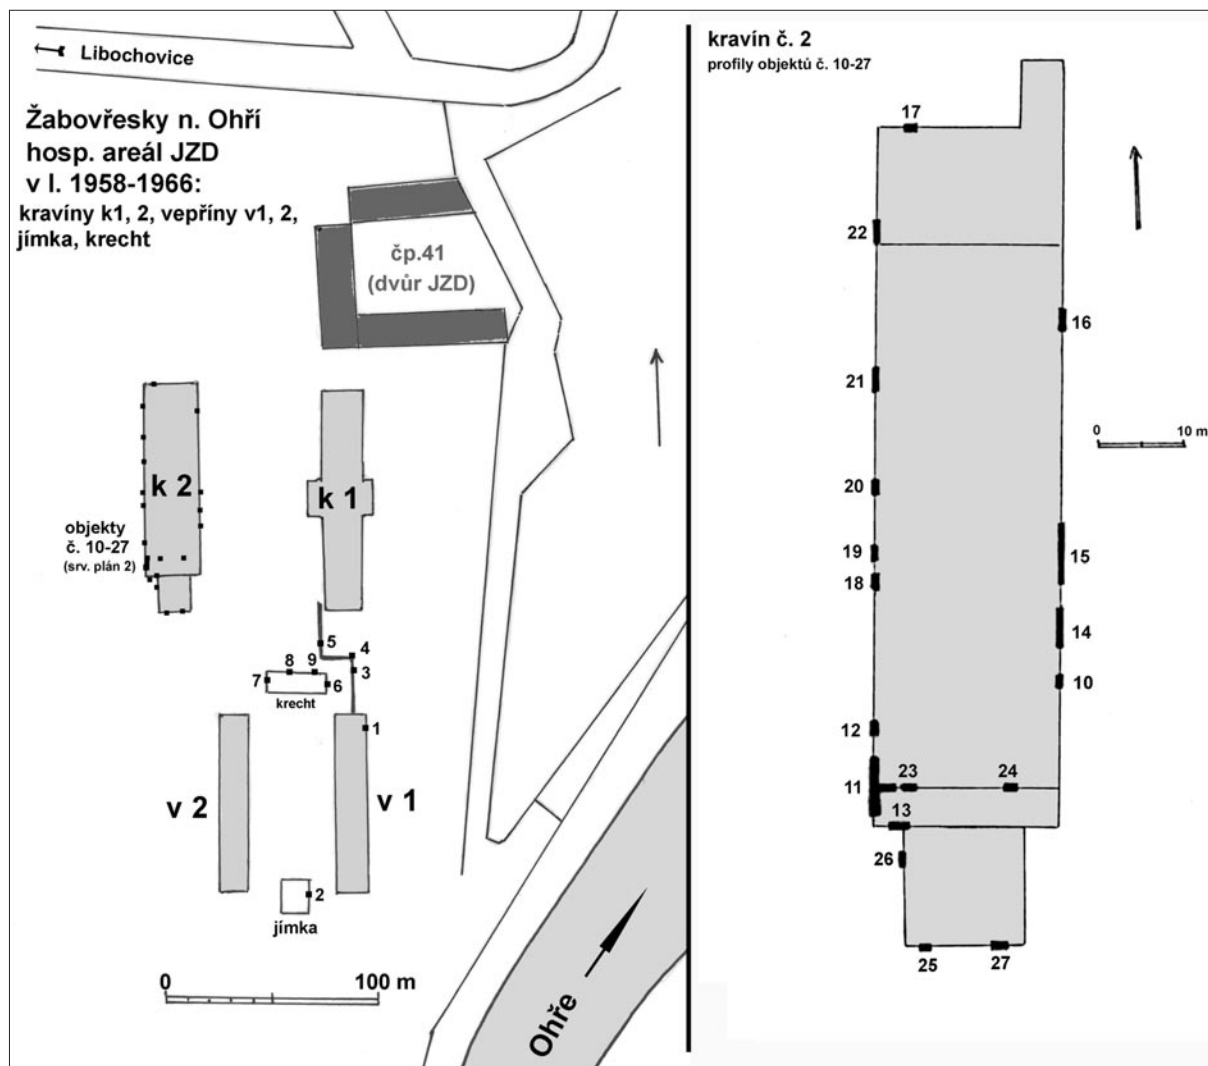 Libochovice
Žabovřesky n. Ohří
hosp. areál JZD
v l. 1958-1966:
kravíny k1, 2, vepříny v1, 2,
jímka, krecht
čp.41
(dvůr JZD)
k 2
k 1
objekty
č. 10-27
(srv. plán 2)
5
4
8
9
3
7
6
krecht
1
v 2
v 1
2
jímka
0
100 m
Ohře
kravín č. 2
profily objektů č. 10-27
17
22
16
21
0
10 m
20
19
15
18
14
10
12
11
23
24
13
26
25
27